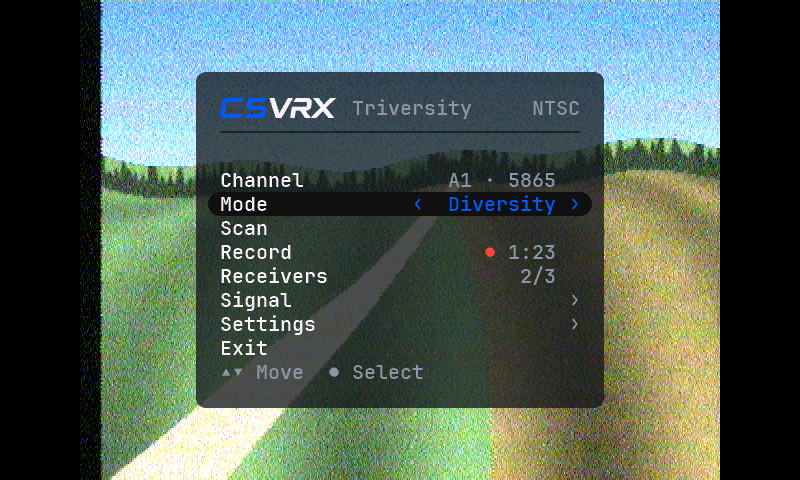 C5VRX Triversity NTSC
Channel A1 · 5865
Mode ‹ Diversity ›
Scan
Record ● 1:23
Receivers 2/3
Signal ›
Settings ›
Exit
▲▼ Move ● Select